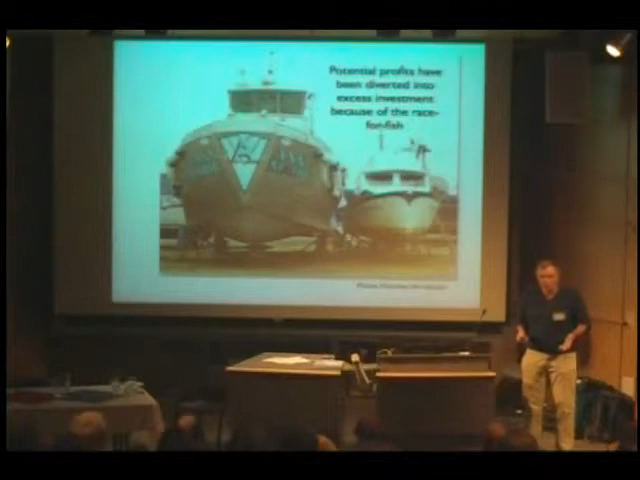 Potential profits have
been diverted into
excess investment
because of the race-
for-fish